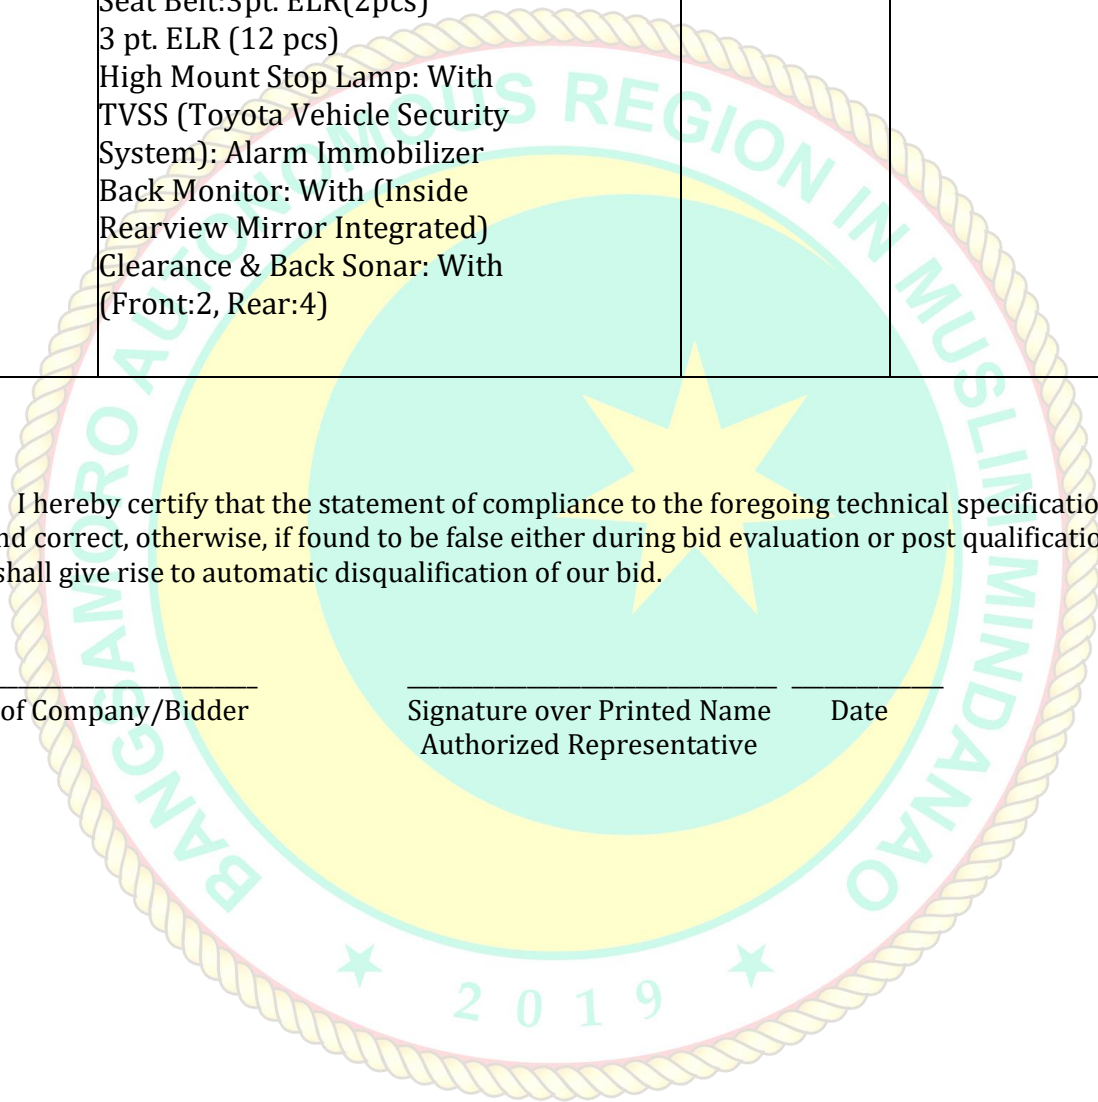 Seat Belt:3pt. ELR(2pcs)
3 pt. ELR (12 pcs)
High Mount Stop Lamp: With
TVSS (Toyota Vehicle Security
System): Alarm Immobilizer
Back Monitor: With (Inside
Rearview Mirror Integrated)
Clearance & Back Sonar: With
(Front:2, Rear:4)
I hereby certify that the statement of compliance to the foregoing technical specificatio
nd correct, otherwise, if found to be false either during bid evaluation or post qualificatio
shall give rise to automatic disqualification of our bid.
of Company/Bidder Signature over Printed Name Date
Authorized Representative
BANGSAMORO AUTONOMOUS REGION IN MUSLIM MINDANAO
2019